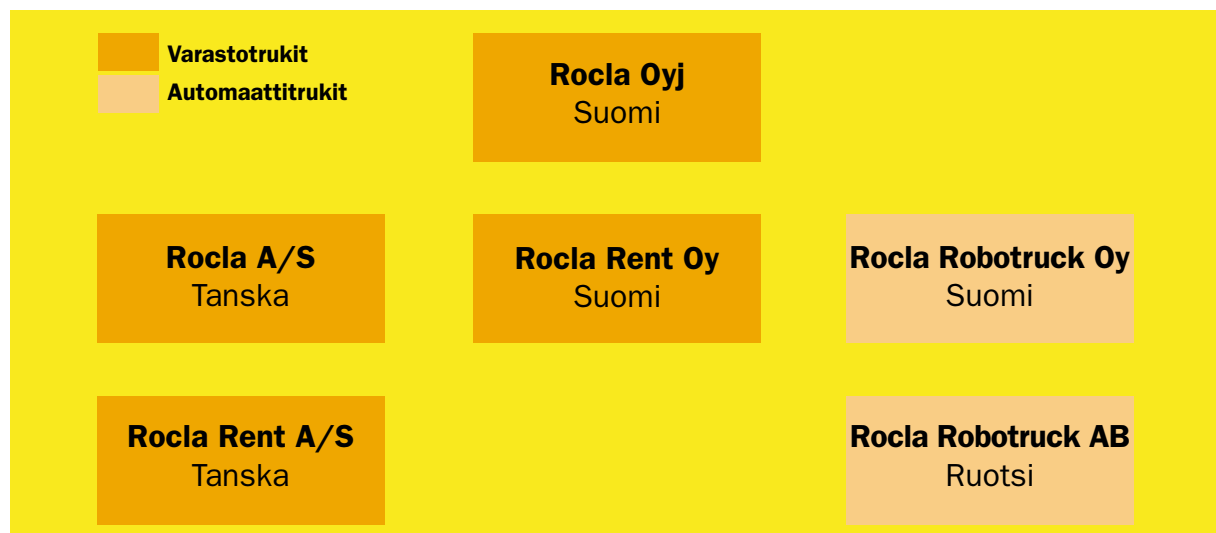 Varastotrukit
Automaattitrukit
Rocla Oyj
Suomi
Rocla A/S
Tanska
Rocla Rent Oy
Suomi
Rocla Robotruck Oy
Suomi
Rocla Rent A/S
Tanska
Rocla Robotruck AB
Ruotsi